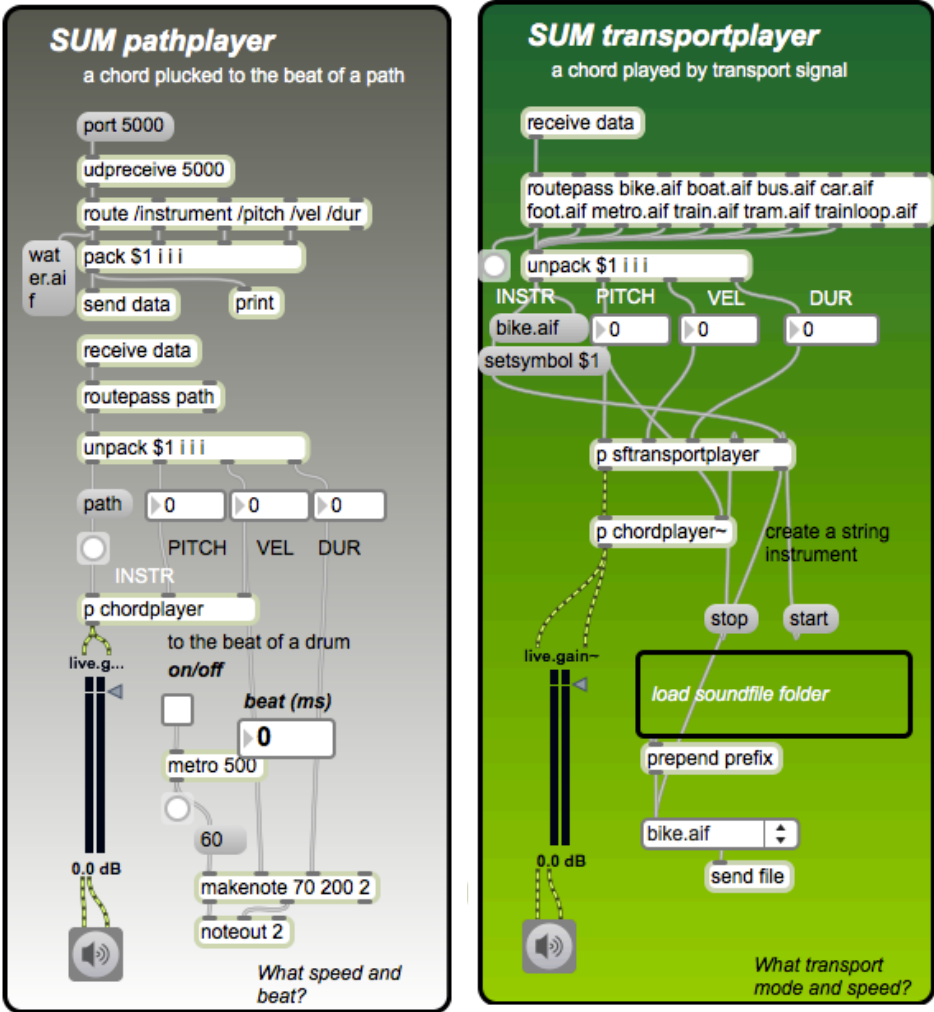 SUM pathplayer
a chord plucked to the beat of a path
port 5000
udpreceive 5000
route /instrument /pitch /vel /dur
wat
er.ai
f
pack $1 i i i
send data
print
receive data
routepass path
unpack $1 i i i
path
0
0
0
PITCH
VEL
DUR
INSTR
p chordplayer
to the beat of a drum
live.g...
on/off
beat (ms)
0
metro 500
60
0.0 dB
makenote 70 200 2
noteout 2
What speed and
beat?
SUM transportplayer
a chord played by transport signal
receive data
routepass bike.aif boat.aif bus.aif car.aif
foot.aif metro.aif train.aif tram.aif trainloop.aif
unpack $1 i i i
INSTR
PITCH
VEL
DUR
bike.aif
0
0
0
setsymbol $1
p sftransportplayer
p chordplayer~
create a string
instrument
stop
start
live.gain~
load soundfile folder
prepend prefix
bike.aif
0.0 dB
send file
What transport
mode and speed?